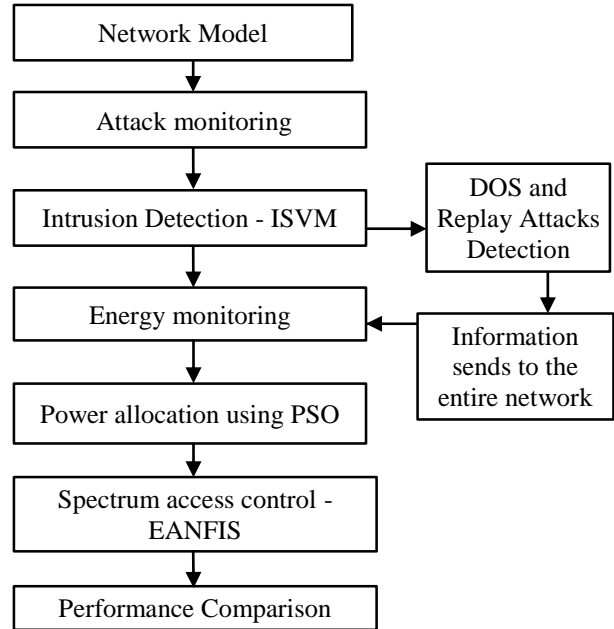 Network Model
Attack monitoring
Intrusion Detection - ISVM
DOS and
Replay Attacks
Detection
Energy monitoring
Information
sends to the
entire network
Power allocation using PSO
Spectrum access control -
EANFIS
Performance Comparison